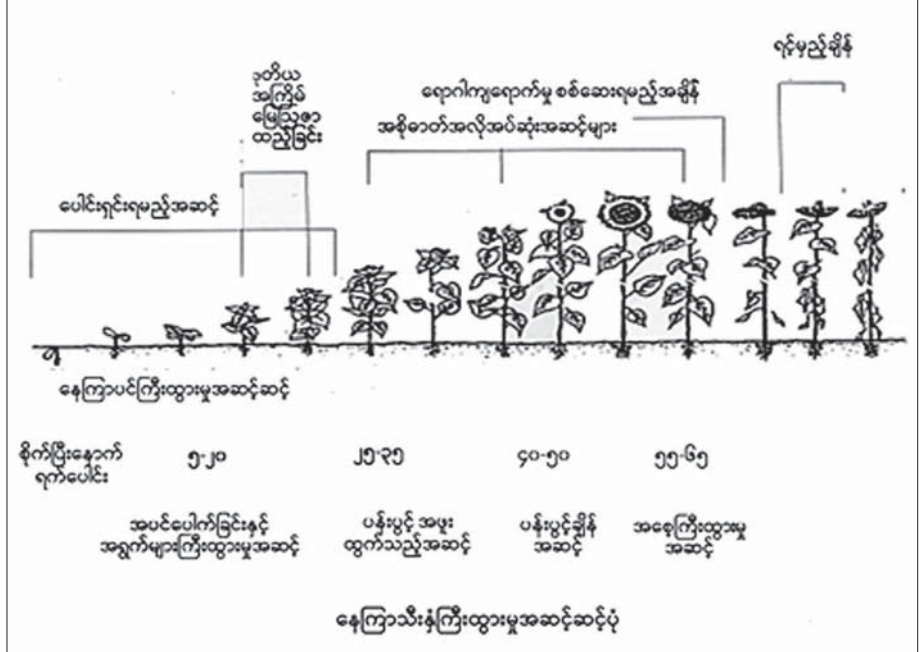 ရင့်မှည့်ချိန်
ဒုတိယ
အကြိမ်
မြေဩဇာ
ထည့်ခြင်း
ရောဂါကျရောက်မှု စစ်ဆေးရမည့်အချိန်
အစိုဓာတ်အလိုအပ်ဆုံးအဆင့်များ
ပေါင်းရှင်းရမည့်အဆင့်
နေကြာပင်ကြီးထွားမှုအဆင့်ဆင့်
စိုက်ပြီးနောက်
ရက်ပေါင်း
၅-၂၀
၂၅-၃၅
၄၀-၅၀
၅၅-၆၅
အပင်ပေါက်ခြင်းနှင့်
အရွက်များကြီးထွားမှုအဆင့်
ပန်းပွင့် အဖူး
ထွက်သည့်အဆင့်
ပန်းပွင့်ချိန်
အဆင့်
အစေ့ကြီးထွားမှု
အဆင့်
နေကြာသီးနှံကြီးထွားမှုအဆင့်ဆင့်ပုံ